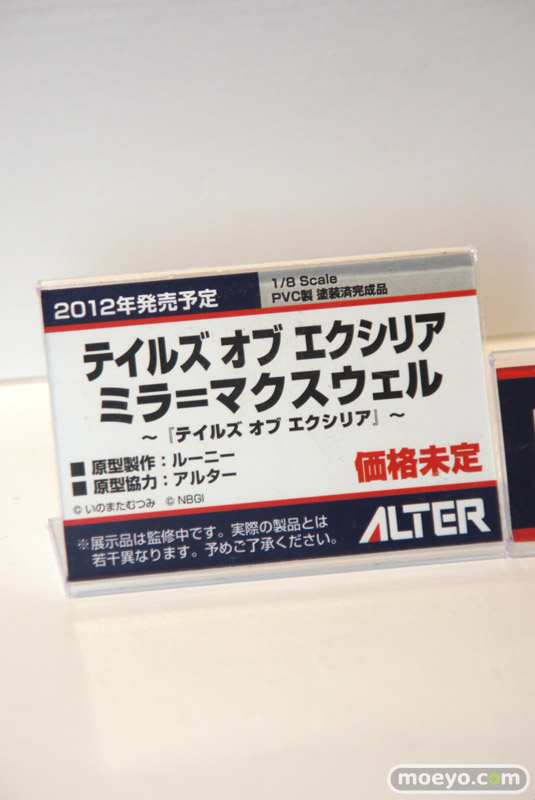 2012年発売予定
1/8 Scale
PVC製 塗装済完成品
テイルズ オブ エクシリア
ミラ=マクスウェル
～『テイルズ オブ エクシリア』～
■ 原型製作：ルーニー
■ 原型協力：アルター
価格未定
© いのまたむつみ © NBGI
※展示品は監修中です。実際の製品とは
若干異なります。予めご了承ください。
ALTER
moeyo.com